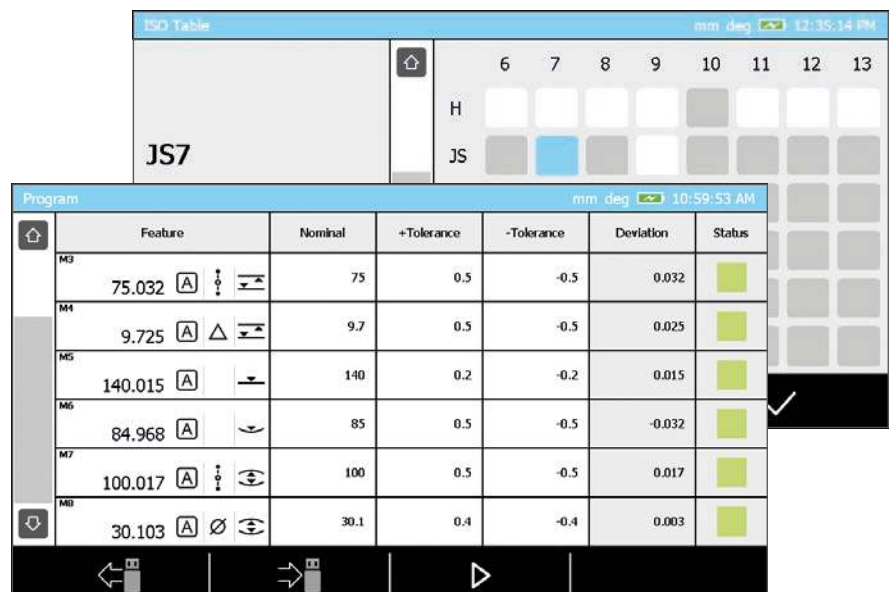 ISO Table mm deg 12:35:14 PM
6 7 8 9 10 11 12 13
H
JS7 JS
Program mm deg 10:59:53 AM
Feature Nominal +Tolerance -Tolerance Deviation Status
M3
75.032 A 75 0.5 -0.5 0.032
M4
9.725 A 9.7 0.5 -0.5 0.025
M5
140.015 A 140 0.2 -0.2 0.015
M6
84.968 A 85 0.5 -0.5 -0.032
M7
100.017 A 100 0.5 -0.5 0.017
M8
30.103 A Ø 30.1 0.4 -0.4 0.003